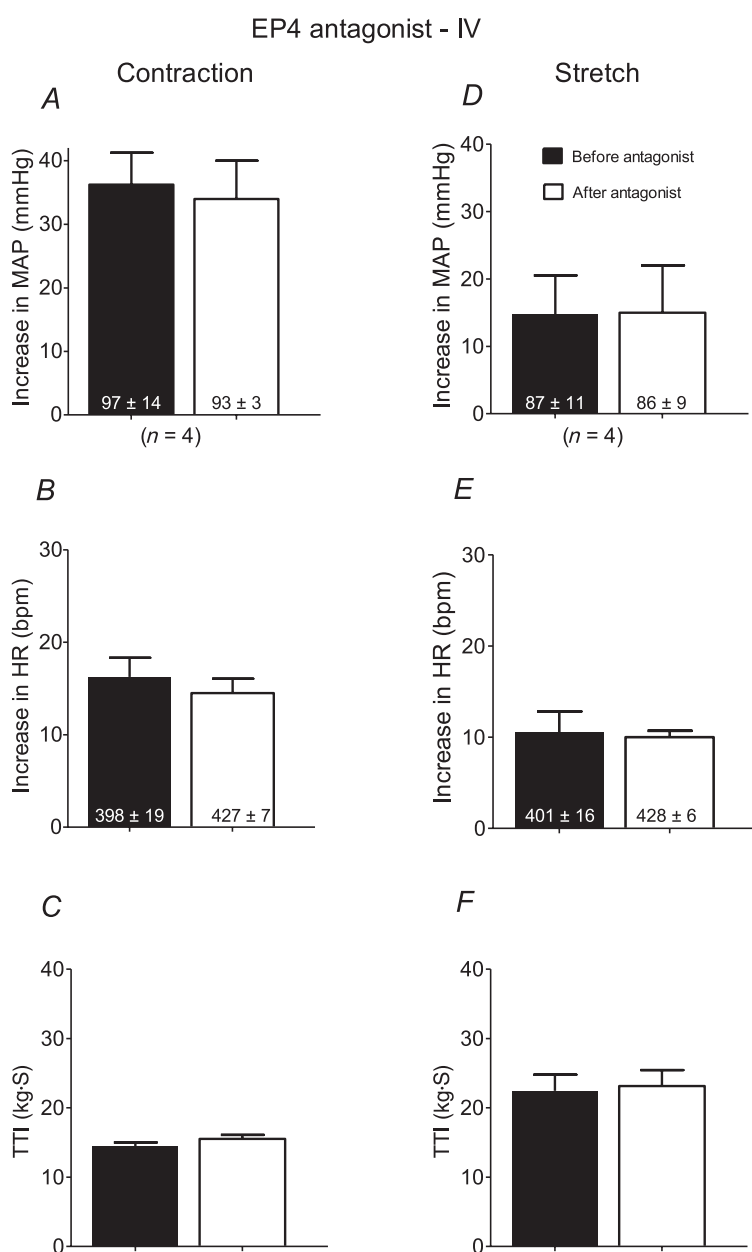 EP4 antagonist - IV
Contraction
A
Increase in MAP (mmHg)
40
30
20
10
0
97 ± 14
93 ± 3
(n = 4)
Stretch
D
Increase in MAP (mmHg)
40
30
20
10
0
Before antagonist
After antagonist
87 ± 11
86 ± 9
(n = 4)
B
Increase in HR (bpm)
30
20
10
0
398 ± 19
427 ± 7
E
Increase in HR (bpm)
30
20
10
0
401 ± 16
428 ± 6
C
TTI (kg·S)
40
30
20
10
0
F
TTI (kg·S)
40
30
20
10
0